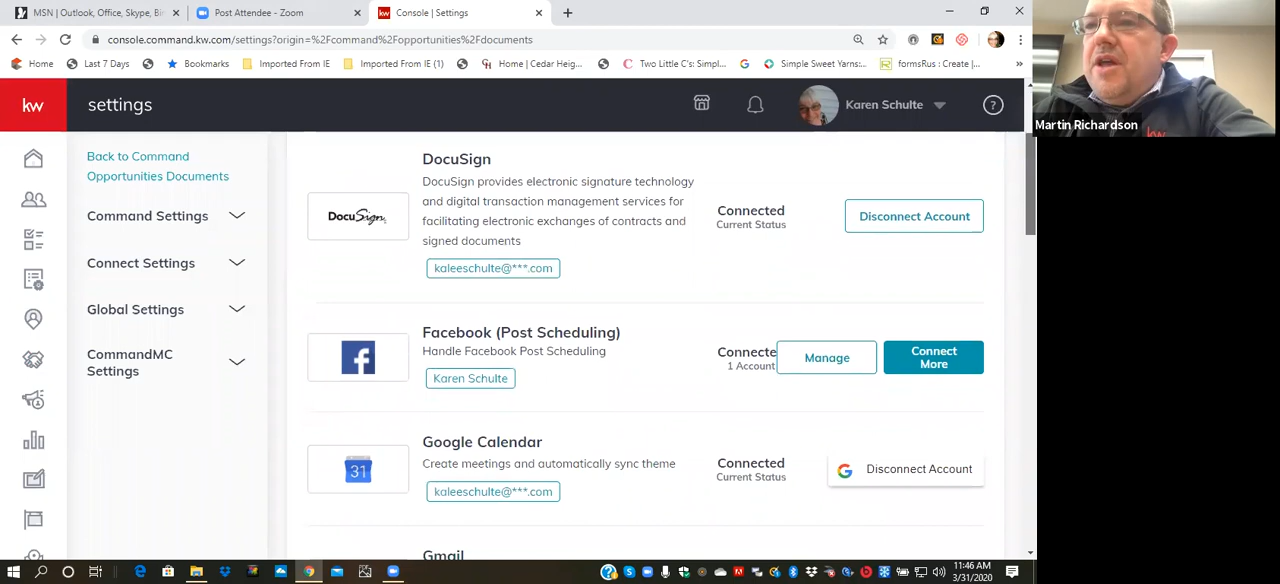 MSN | Outlook, Office, Skype, Bin
Post Attendee - Zoom
Console | Settings
console.command.kw.com/settings?origin=%2Fcommand%2Fopportunities%2Fdocuments
Home
Last 7 Days
Bookmarks
Imported From IE
Imported From IE (1)
Home | Cedar Heig...
Two Little C's: Simpl...
Simple Sweet Yarns:...
formsRus : Create |...
kw
settings
Karen Schulte
?
Martin Richardson
Back to Command
Opportunities Documents
Command Settings
Connect Settings
Global Settings
CommandMC
Settings
DocuSign
DocuSign
DocuSign provides electronic signature technology
and digital transaction management services for
facilitating electronic exchanges of contracts and
signed documents
kaleeschulte@***.com
Connected
Current Status
Disconnect Account
Facebook (Post Scheduling)
Handle Facebook Post Scheduling
Karen Schulte
Connecte
1 Account
Manage
Connect
More
31
Google Calendar
Create meetings and automatically sync theme
kaleeschulte@***.com
Connected
Current Status
Disconnect Account
Gmail
11:46 AM
3/31/2020